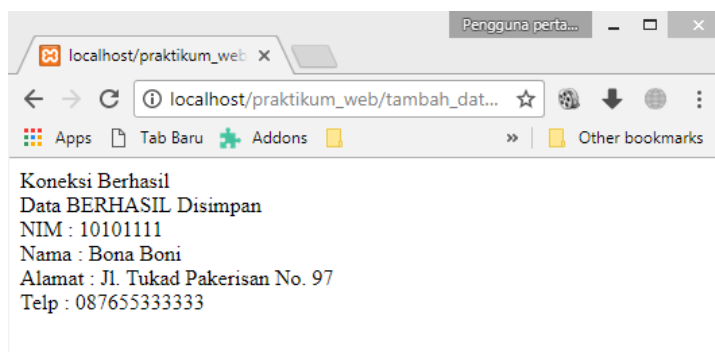 Pengguna perta...
localhost/praktikum_web
localhost/praktikum_web/tambah_dat...
Apps Tab Baru Addons » Other bookmarks
Koneksi Berhasil
Data BERHASIL Disimpan
NIM : 10101111
Nama : Bona Boni
Alamat : Jl. Tukad Pakerisan No. 97
Telp : 087655333333